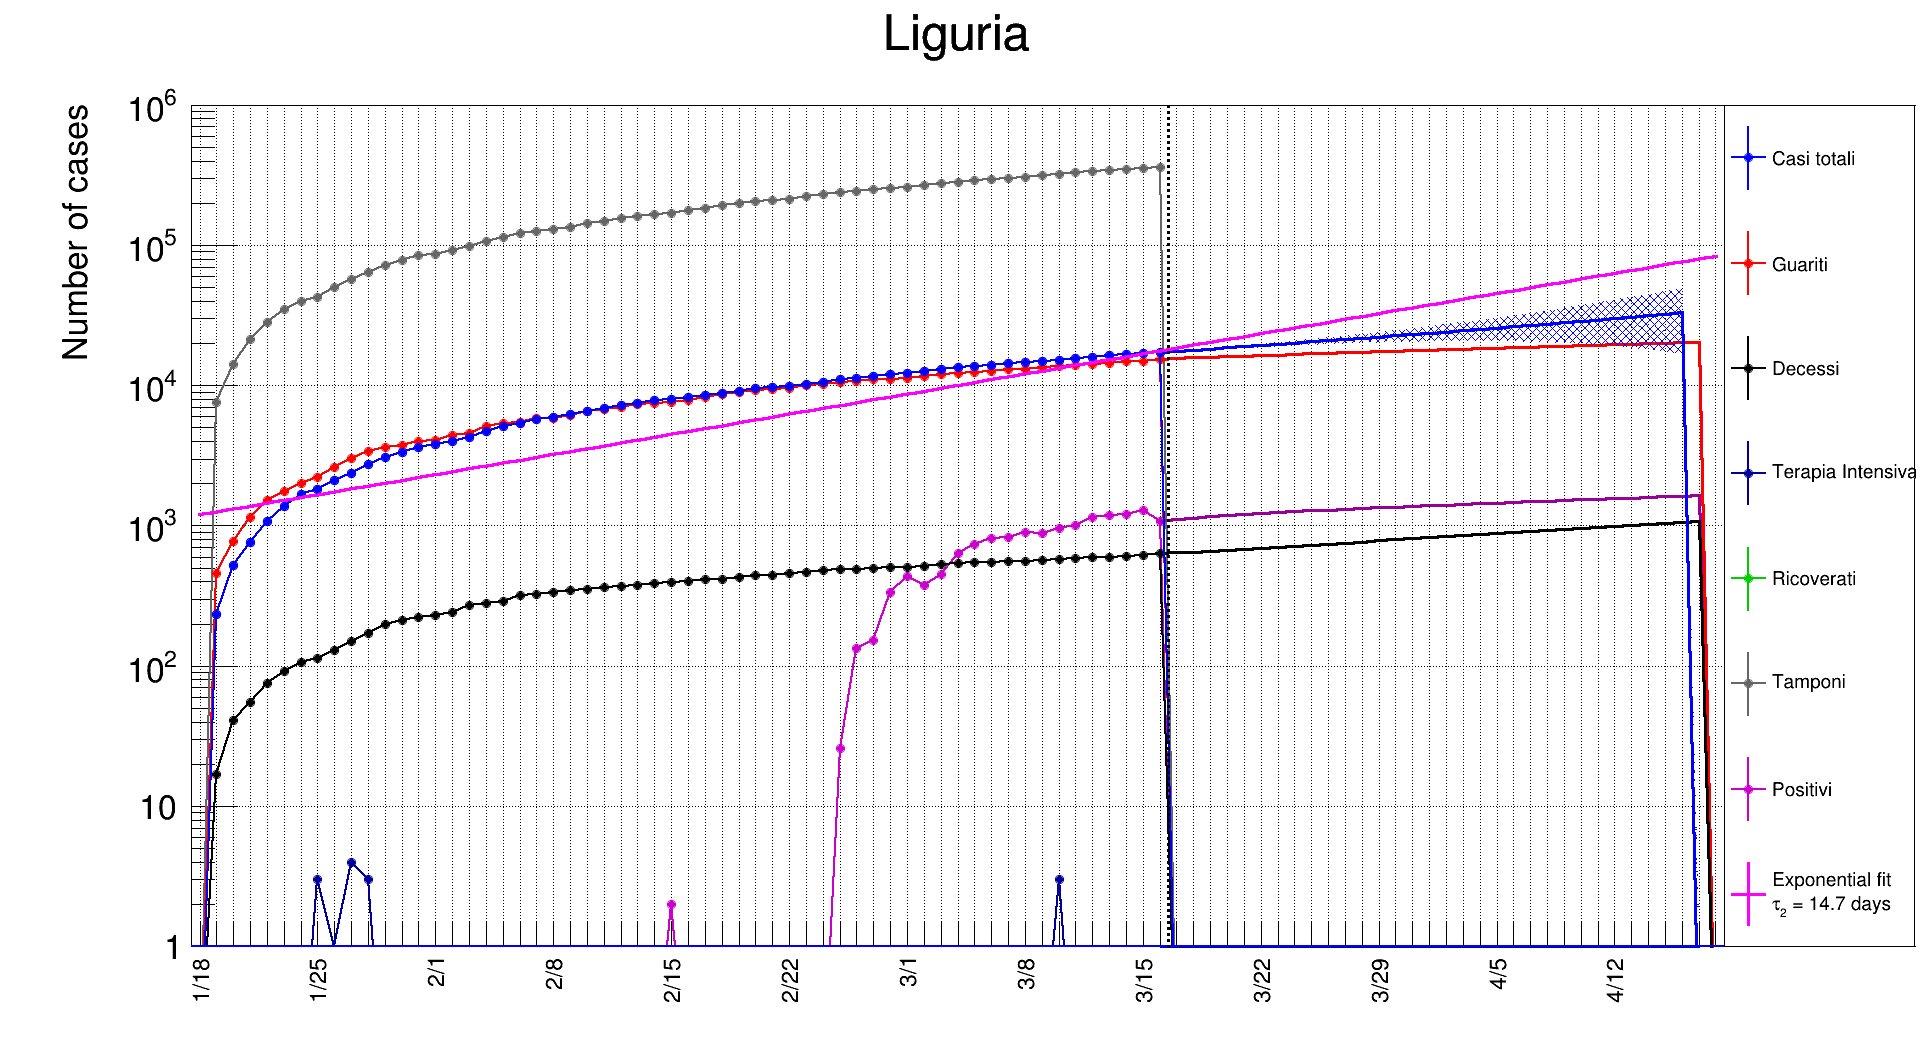 Liguria
Number of cases
10^6
10^5
10^4
10^3
10^2
10
1
1/18
1/25
2/1
2/8
2/15
2/22
3/1
3/8
3/15
3/22
3/29
4/5
4/12
Casi totali
Guariti
Decessi
Terapia Intensiva
Ricoverati
Tamponi
Positivi
Exponential fit
τ_2 = 14.7 days